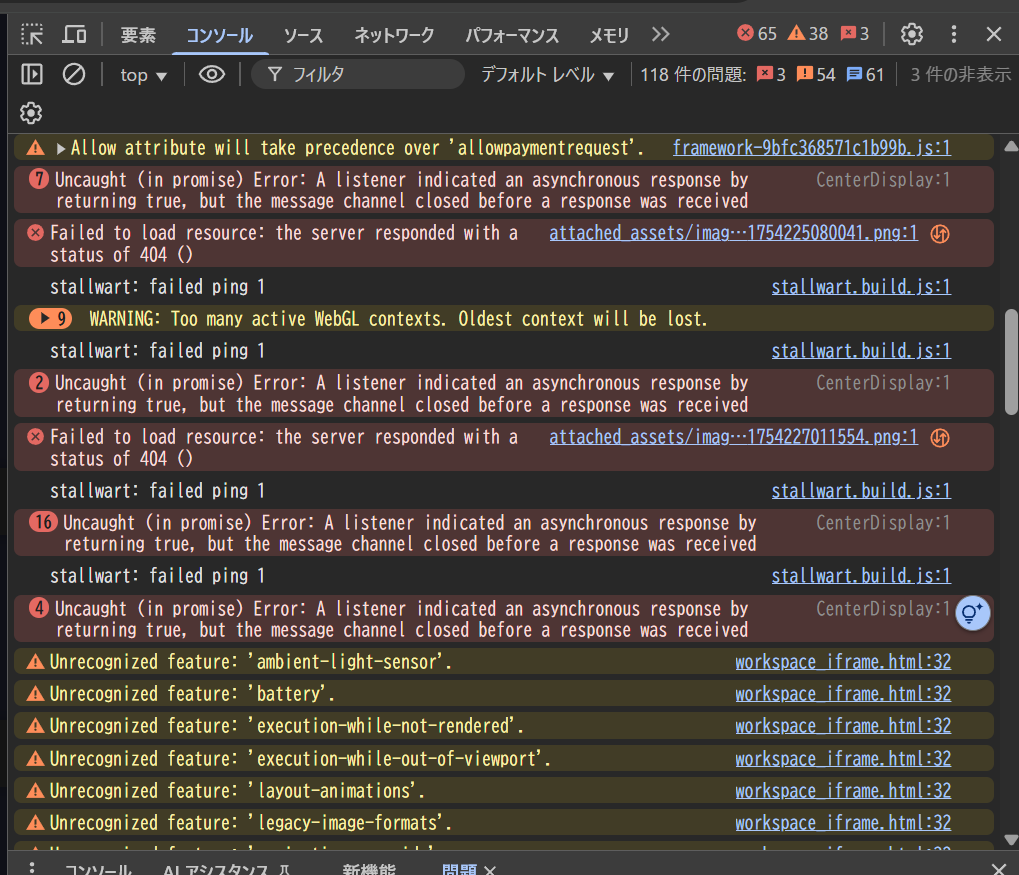 要素 コンソール ソース ネットワーク パフォーマンス メモリ 65 38 3
top フィルタ デフォルト レベル 118 件の問題: 3 54 61 3 件の非表示
Allow attribute will take precedence over 'allowpaymentrequest'. framework-9bfc368571c1b99b.js:1
7 Uncaught (in promise) Error: A listener indicated an asynchronous response by CenterDisplay:1
returning true, but the message channel closed before a response was received
Failed to load resource: the server responded with a attached_assets/imag…1754225080041.png:1
status of 404 ()
stallwart: failed ping 1 stallwart.build.js:1
9 WARNING: Too many active WebGL contexts. Oldest context will be lost.
stallwart: failed ping 1 stallwart.build.js:1
2 Uncaught (in promise) Error: A listener indicated an asynchronous response by CenterDisplay:1
returning true, but the message channel closed before a response was received
Failed to load resource: the server responded with a attached_assets/imag…1754227011554.png:1
status of 404 ()
stallwart: failed ping 1 stallwart.build.js:1
16 Uncaught (in promise) Error: A listener indicated an asynchronous response by CenterDisplay:1
returning true, but the message channel closed before a response was received
stallwart: failed ping 1 stallwart.build.js:1
4 Uncaught (in promise) Error: A listener indicated an asynchronous response by CenterDisplay:1
returning true, but the message channel closed before a response was received
Unrecognized feature: 'ambient-light-sensor'. workspace_iframe.html:32
Unrecognized feature: 'battery'. workspace_iframe.html:32
Unrecognized feature: 'execution-while-not-rendered'. workspace_iframe.html:32
Unrecognized feature: 'execution-while-out-of-viewport'. workspace_iframe.html:32
Unrecognized feature: 'layout-animations'. workspace_iframe.html:32
Unrecognized feature: 'legacy-image-formats'. workspace_iframe.html:32
コンソール AI アシスタンス 新機能 問題